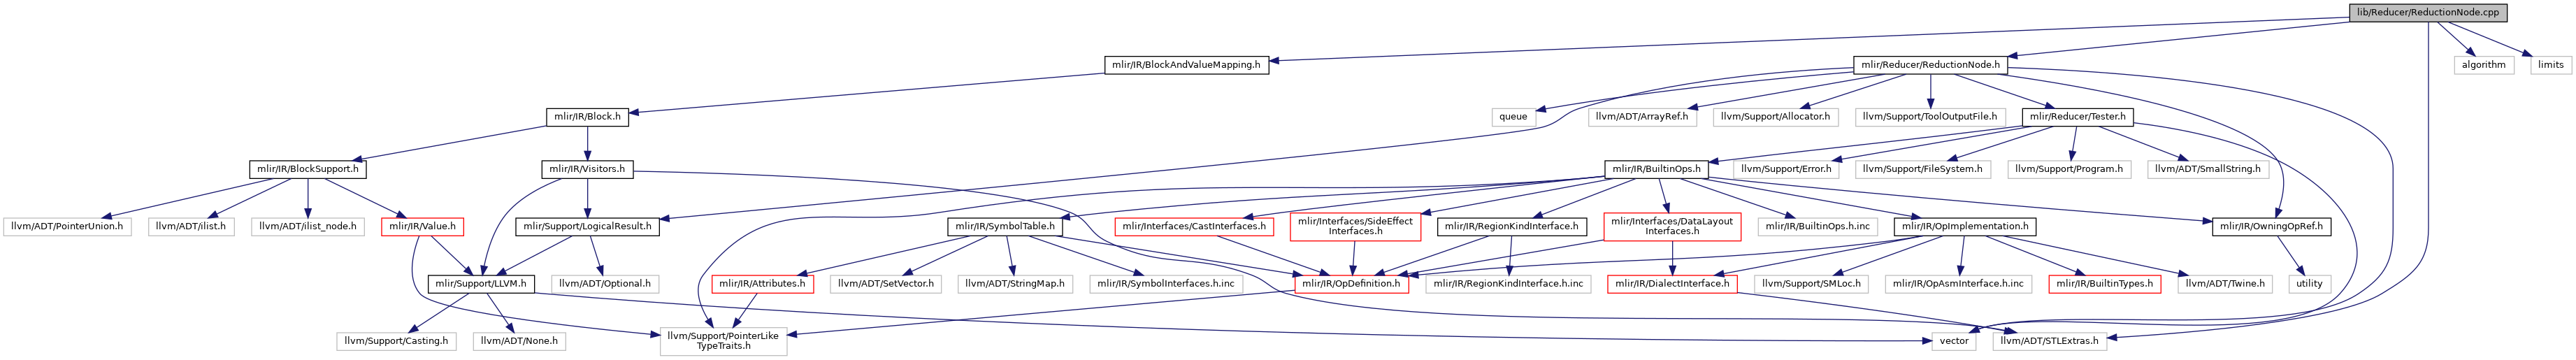 lib/Reducer/ReductionNode.cpp
mlir/IR/BlockAndValueMapping.h
mlir/Reducer/ReductionNode.h
algorithm
limits
mlir/IR/Block.h
queue
llvm/ADT/ArrayRef.h
llvm/Support/Allocator.h
llvm/Support/ToolOutputFile.h
mlir/Reducer/Tester.h
mlir/IR/BlockSupport.h
mlir/IR/Visitors.h
mlir/IR/BuiltinOps.h
llvm/Support/Error.h
llvm/Support/FileSystem.h
llvm/Support/Program.h
llvm/ADT/SmallString.h
llvm/ADT/PointerUnion.h
llvm/ADT/ilist.h
llvm/ADT/ilist_node.h
mlir/IR/Value.h
mlir/Support/LogicalResult.h
mlir/IR/SymbolTable.h
mlir/Interfaces/CastInterfaces.h
mlir/Interfaces/SideEffect
Interfaces.h
mlir/IR/RegionKindInterface.h
mlir/Interfaces/DataLayout
Interfaces.h
mlir/IR/BuiltinOps.h.inc
mlir/IR/OpImplementation.h
mlir/IR/OwningOpRef.h
mlir/Support/LLVM.h
llvm/ADT/Optional.h
mlir/IR/Attributes.h
llvm/ADT/SetVector.h
llvm/ADT/StringMap.h
mlir/IR/SymbolInterfaces.h.inc
mlir/IR/OpDefinition.h
mlir/IR/RegionKindInterface.h.inc
mlir/IR/DialectInterface.h
llvm/Support/SMLoc.h
mlir/IR/OpAsmInterface.h.inc
mlir/IR/BuiltinTypes.h
llvm/ADT/Twine.h
utility
llvm/Support/Casting.h
llvm/ADT/None.h
llvm/Support/PointerLike
TypeTraits.h
vector
llvm/ADT/STLExtras.h